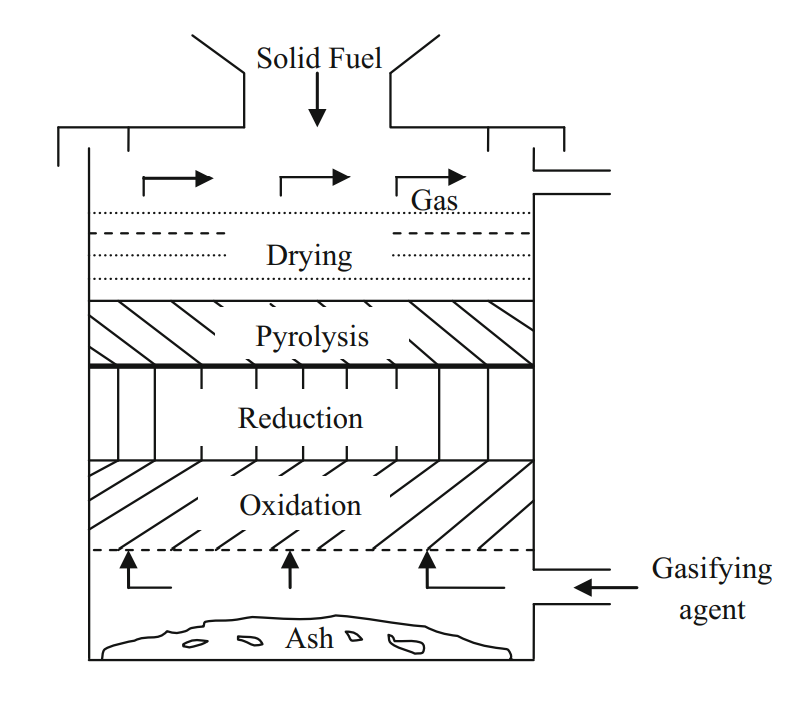 Solid Fuel
Gas
Drying
Pyrolysis
Reduction
Oxidation
Gasifying
agent
Ash